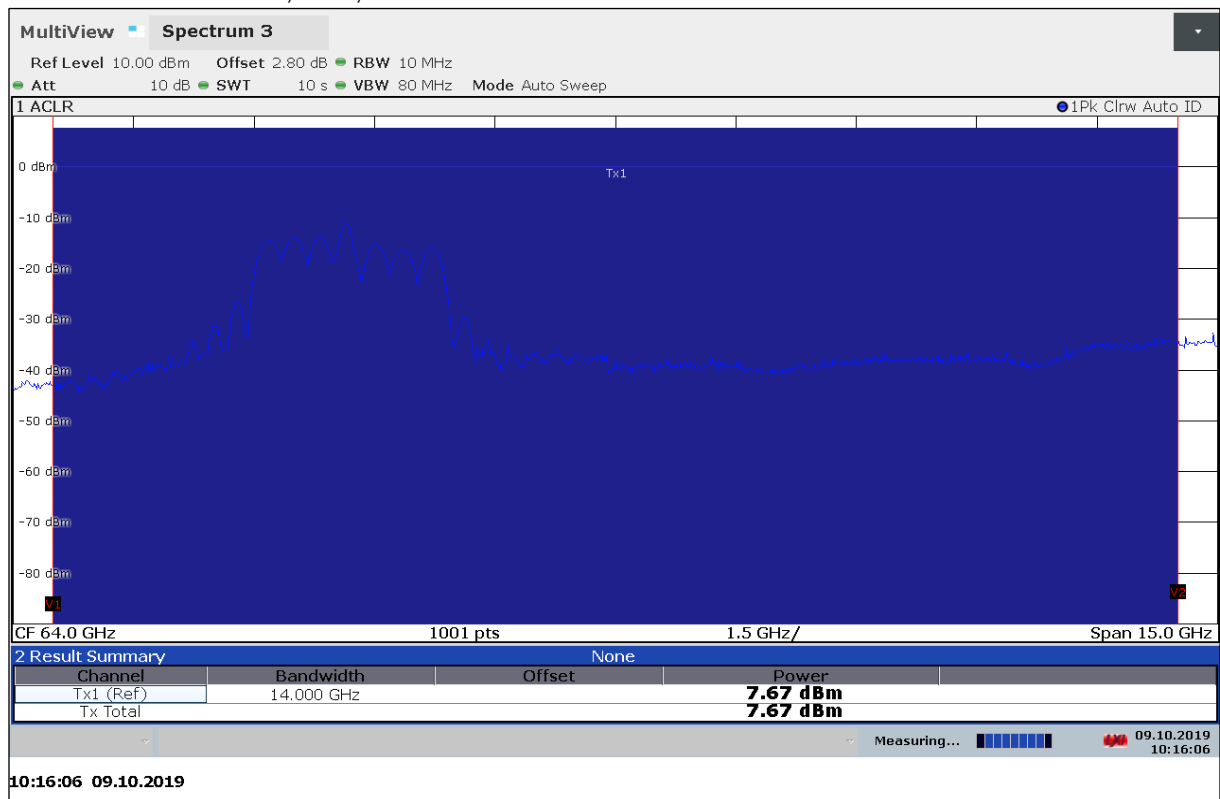 MultiView Spectrum 3
Ref Level 10.00 dBm Offset 2.80 dB RBW 10 MHz
Att 10 dB SWT 10 s VBW 80 MHz Mode Auto Sweep
1 ACLR 1Pk Clrw Auto ID
0 dBm
Tx1
-10 dBm
-20 dBm
-30 dBm
-40 dBm
-50 dBm
-60 dBm
-70 dBm
-80 dBm
V1 V2
CF 64.0 GHz 1001 pts 1.5 GHz/ Span 15.0 GHz
2 Result Summary None
Channel Bandwidth Offset Power
Tx1 (Ref) 14.000 GHz 7.67 dBm
Tx Total 7.67 dBm
Measuring... 09.10.2019
10:16:06
10:16:06 09.10.2019